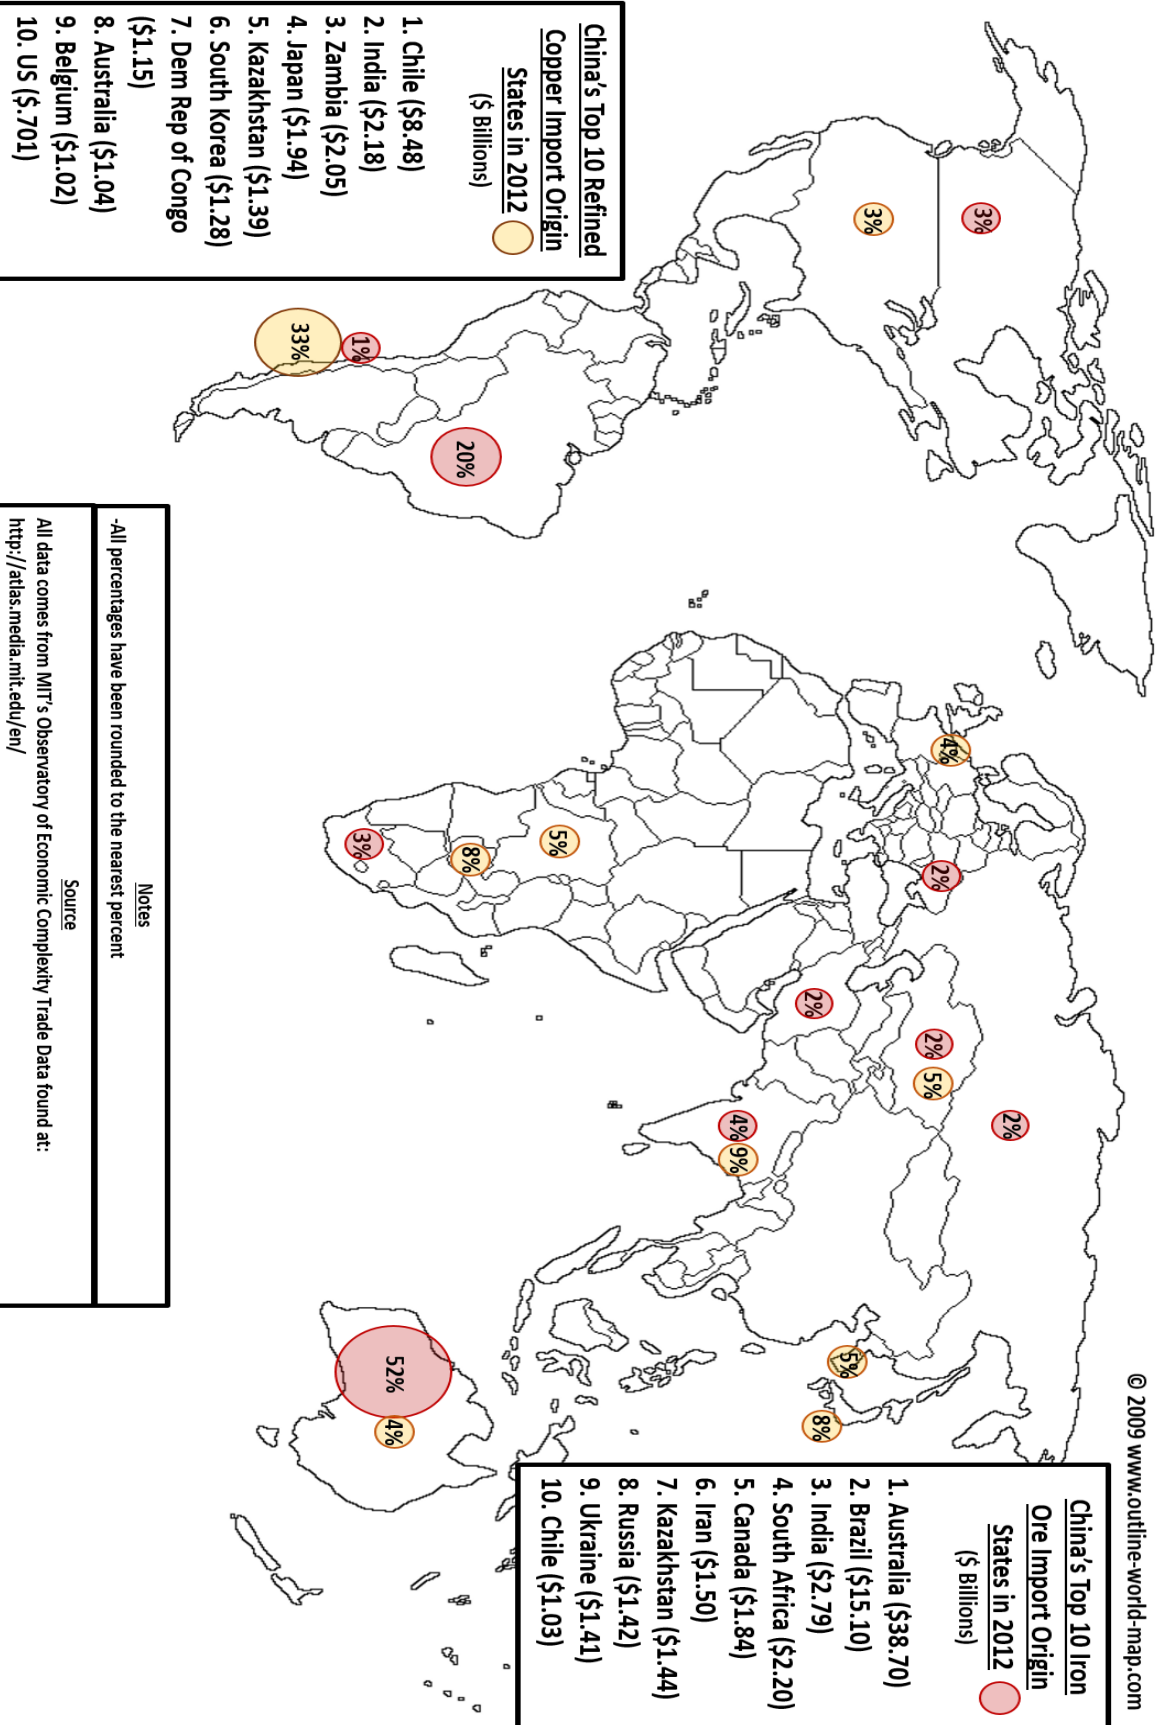 © 2009 www.outline-world-map.com
3%
3%
4%
2%
2%
2%
2%
5%
5%
8%
4%
9%
5%
8%
3%
1%
33%
20%
52%
4%
China's Top 10 Refined
Copper Import Origin
States in 2012
($ Billions)
1. Chile ($8.48)
2. India ($2.18)
3. Zambia ($2.05)
4. Japan ($1.94)
5. Kazakhstan ($1.39)
6. South Korea ($1.28)
7. Dem Rep of Congo
($1.15)
8. Australia ($1.04)
9. Belgium ($1.02)
10. US ($.701)
China's Top 10 Iron
Ore Import Origin
States in 2012
($ Billions)
1. Australia ($38.70)
2. Brazil ($15.10)
3. India ($2.79)
4. South Africa ($2.20)
5. Canada ($1.84)
6. Iran ($1.50)
7. Kazakhstan ($1.44)
8. Russia ($1.42)
9. Ukraine ($1.41)
10. Chile ($1.03)
Notes
-All percentages have been rounded to the nearest percent
Source
All data comes from MIT's Observatory of Economic Complexity Trade Data found at:
http://atlas.media.mit.edu/en/